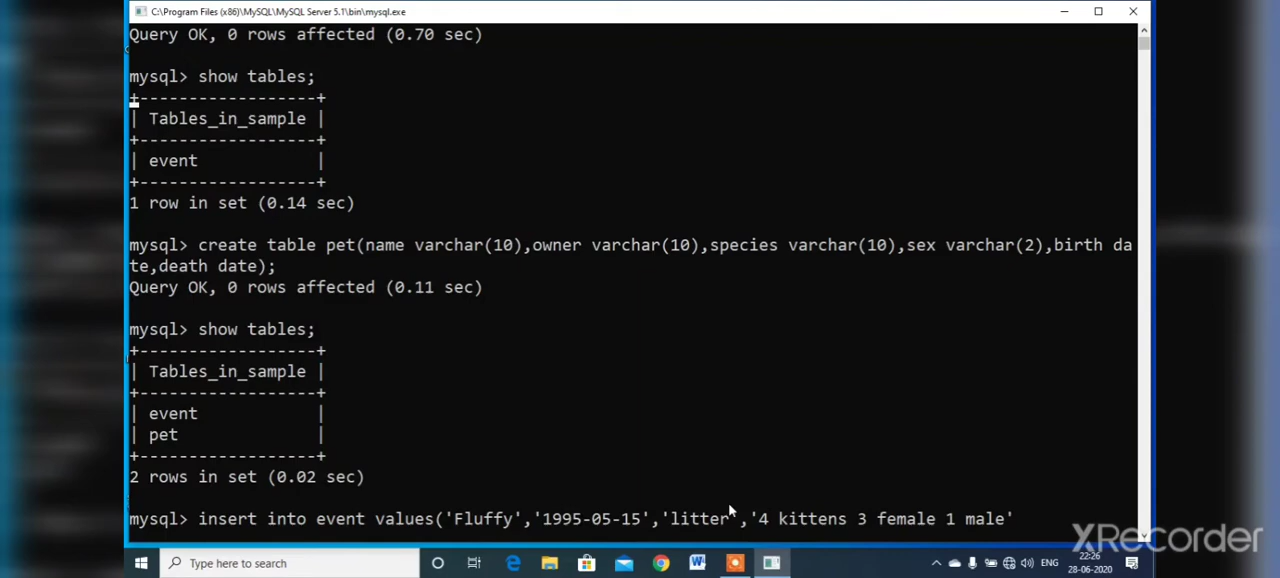 C:\Program Files (x86)\MySQL\MySQL Server 5.1\bin\mysql.exe
Query OK, 0 rows affected (0.70 sec)
mysql> show tables;
+------------------+
| Tables_in_sample |
+------------------+
| event            |
+------------------+
1 row in set (0.14 sec)
mysql> create table pet(name varchar(10),owner varchar(10),species varchar(10),sex varchar(2),birth da
te,death date);
Query OK, 0 rows affected (0.11 sec)
mysql> show tables;
+------------------+
| Tables_in_sample |
+------------------+
| event            |
| pet              |
+------------------+
2 rows in set (0.02 sec)
mysql> insert into event values('Fluffy','1995-05-15','litter','4 kittens 3 female 1 male'
XRecorder
Type here to search
ENG
22:26
28-06-2020